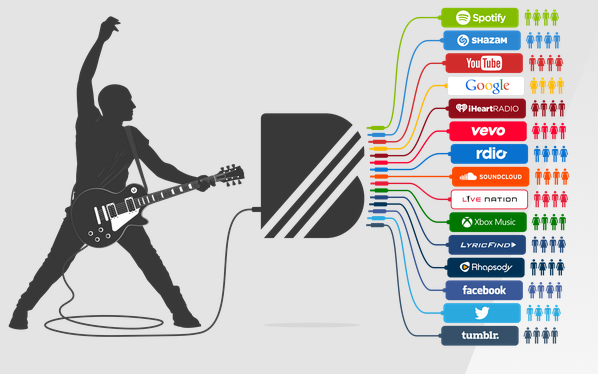 Spotify
SHAZAM
YouTube
Google
iHeartRADIO
vevo
rdio
SOUNDCLOUD
LIVE NATION
Xbox Music
LYRICFIND
Rhapsody
facebook
tumblr.